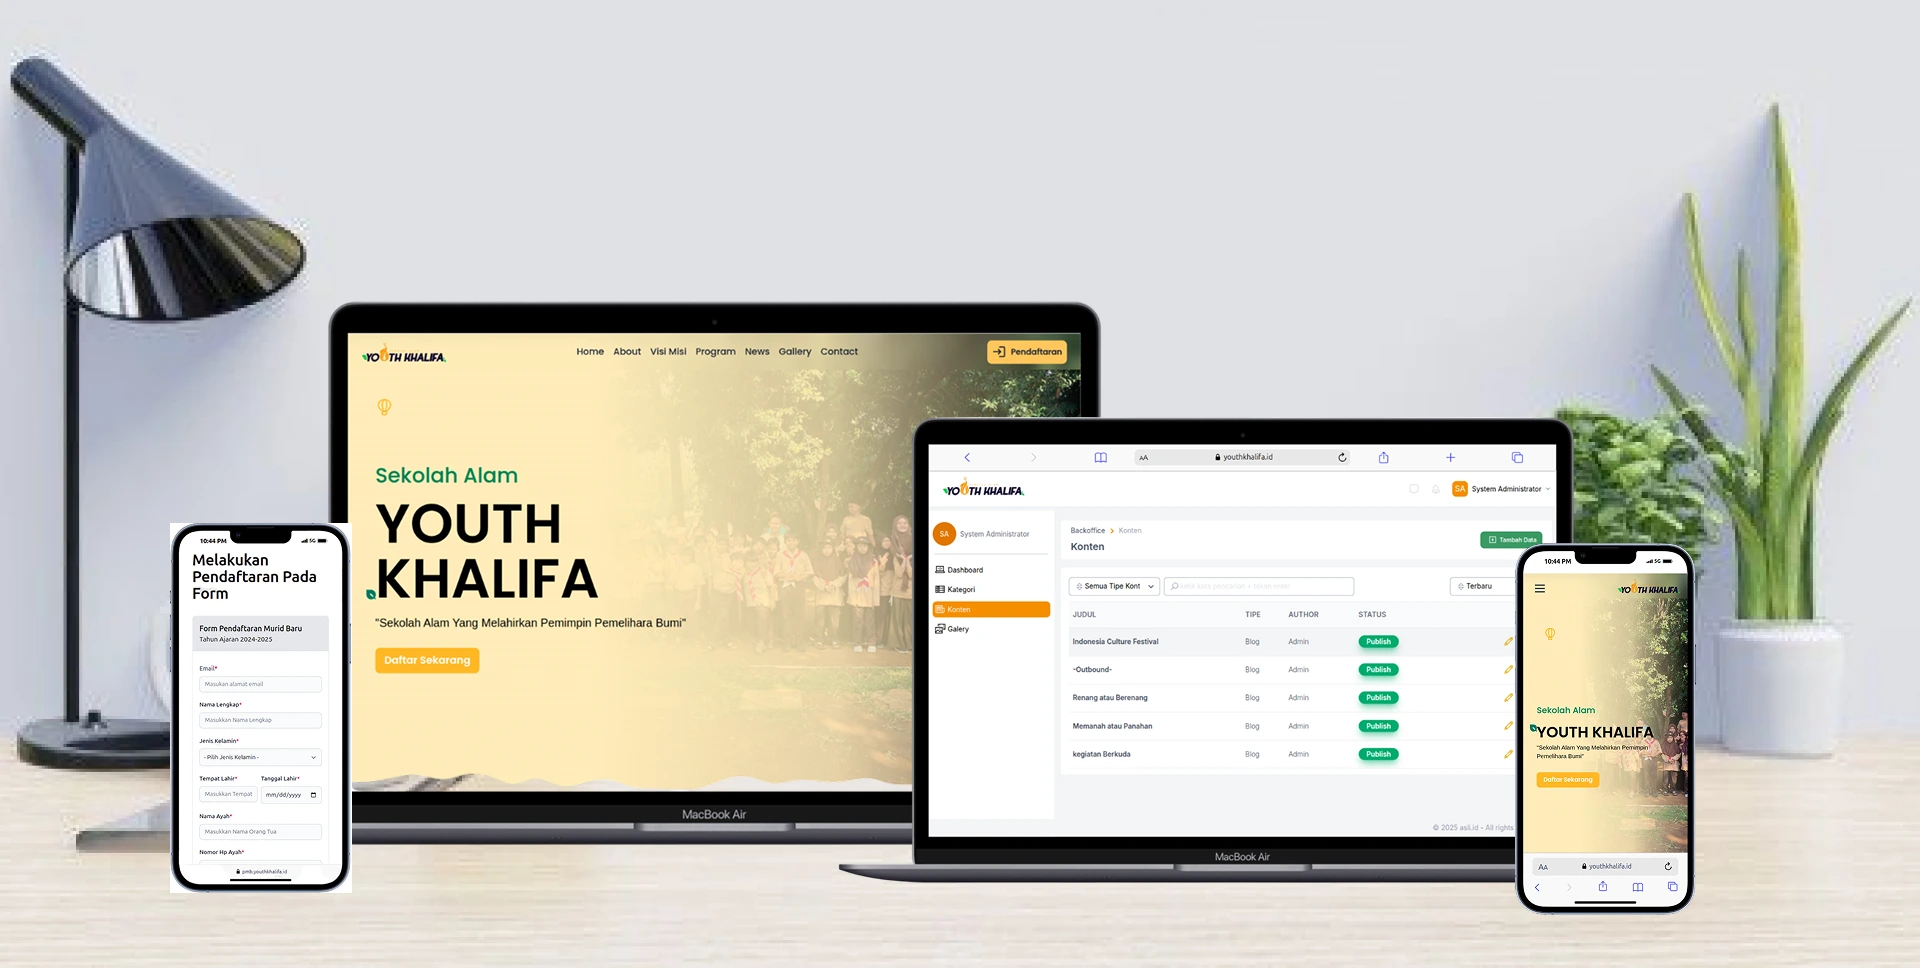 YOUTH KHALIFA
Home About Visi Misi Program News Gallery Contact
Pendaftaran
Sekolah Alam
YOUTH
KHALIFA
"Sekolah Alam Yang Melahirkan Pemimpin Pemelihara Bumi"
Daftar Sekarang
MacBook Air
10:44 PM
5G
Melakukan
Pendaftaran Pada
Form
Form Pendaftaran Murid Baru
Tahun Ajaran 2024-2025
Email*
Masukan alamat email
Nama Lengkap*
Masukkan Nama Lengkap
Jenis Kelamin*
- Pilih Jenis Kelamin -
Tempat Lahir* Tanggal Lahir*
Masukkan Tempat mm/dd/yyyy
Nama Ayah*
Masukkan Nama Orang Tua
Nomor Hp Ayah*
pmb.youthkhalifa.id
AA youthkhalifa.id
YOUTH KHALIFA
SA System Administrator
SA System Administrator
Dashboard
Kategori
Konten
Galery
Backoffice > Konten
Konten
Tambah Data
Semua Tipe Kont
Terbaru
JUDUL TIPE AUTHOR STATUS
Indonesia Culture Festival Blog Admin Publish
-Outbound- Blog Admin Publish
Renang atau Berenang Blog Admin Publish
Memanah atau Panahan Blog Admin Publish
kegiatan Berkuda Blog Admin Publish
© 2025 asii.id - All rights
MacBook Air
10:44 PM
5G
YOUTH KHALIFA
Sekolah Alam
YOUTH KHALIFA
"Sekolah Alam Yang Melahirkan Pemimpin
Pemelihara Bumi"
Daftar Sekarang
AA youthkhalifa.id